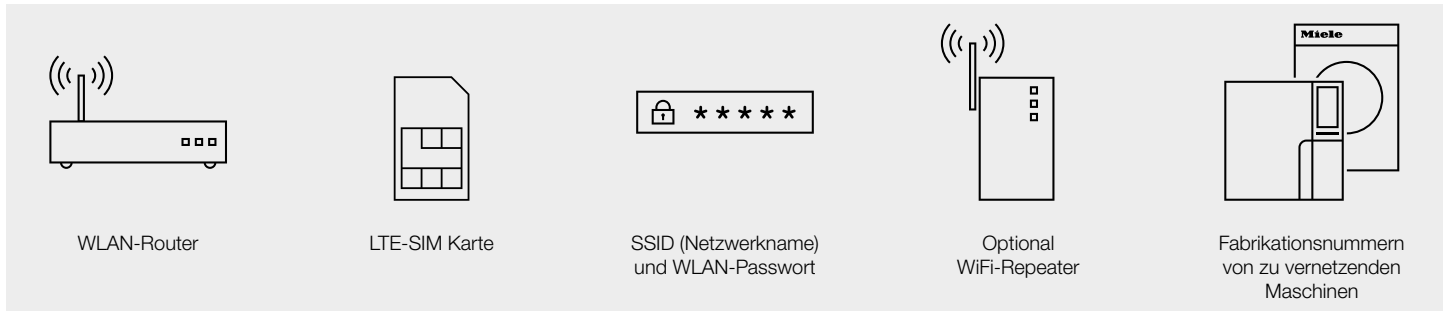 Miele
* * * * *
WLAN-Router
LTE-SIM Karte
SSID (Netzwerkname)
und WLAN-Passwort
Optional
WiFi-Repeater
Fabrikationsnummern
von zu vernetzenden
Maschinen